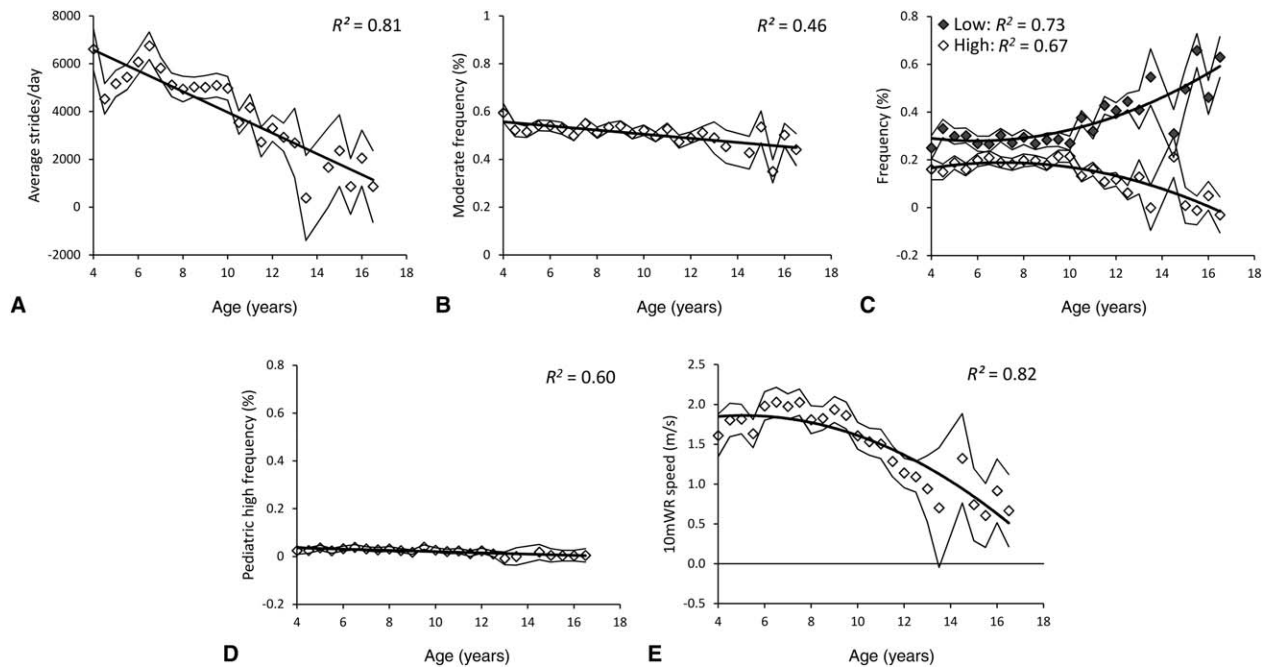 R² = 0.81
8000
6000
4000
2000
0
-2000
Average strides/day
4 6 8 10 12 14 16 18
A
Age (years)
R² = 0.46
1
0.8
0.6
0.4
0.2
0
Moderate frequency (%)
4 6 8 10 12 14 16 18
B
Age (years)
Low: R² = 0.73
High: R² = 0.67
0.8
0.6
0.4
0.2
0
-0.2
Frequency (%)
4 6 8 10 12 14 16 18
C
Age (years)
R² = 0.60
0.8
0.6
0.4
0.2
0
-0.2
Pediatric high frequency (%)
4 6 8 10 12 14 16 18
D
Age (years)
R² = 0.82
2.5
2.0
1.5
1.0
0.5
0.0
-0.5
10mWR speed (m/s)
4 6 8 10 12 14 16 18
E
Age (years)